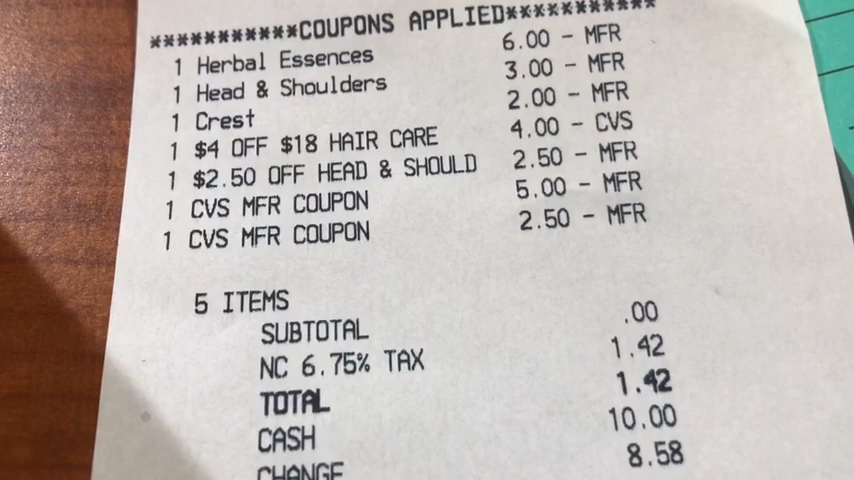 ***********COUPONS APPLIED***********
1 Herbal Essences 6.00 - MFR
1 Head & Shoulders 3.00 - MFR
1 Crest 2.00 - MFR
1 $4 OFF $18 HAIR CARE 4.00 - CVS
1 $2.50 OFF HEAD & SHOULD 2.50 - MFR
1 CVS MFR COUPON 5.00 - MFR
1 CVS MFR COUPON 2.50 - MFR
5 ITEMS
SUBTOTAL .00
NC 6.75% TAX 1.42
TOTAL 1.42
CASH 10.00
CHANGE 8.58